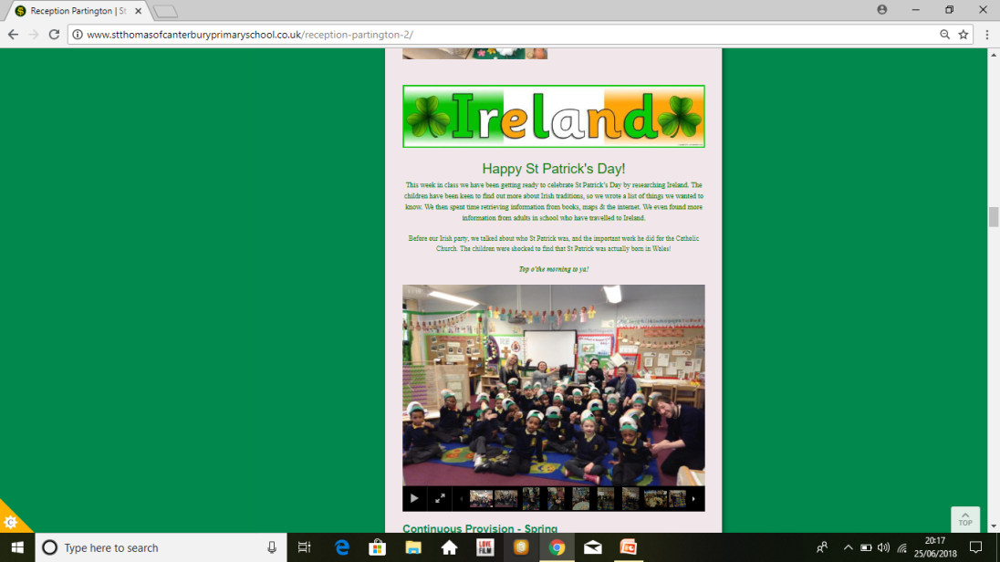 Reception Partington | St
www.stthomasofcanterburyprimaryschool.co.uk/reception-partington-2/
Ireland
Happy St Patrick's Day!
This week in class we have been getting ready to celebrate St Patrick's Day by researching Ireland. The
children have been keen to find out more about Irish traditions, so we wrote a list of things we wanted to
know. We then spent time retrieving information from books, maps & the internet. We even found more
information from adults in school who have travelled to Ireland.
Before our Irish party, we talked about who St Patrick was, and the important work he did for the Catholic
Church. The children were shocked to find that St Patrick was actually born in Wales!
Top o'the morning to ya!
TOP
Continuous Provision - Spring
Type here to search
LOVE
FILM
20:17
25/06/2018